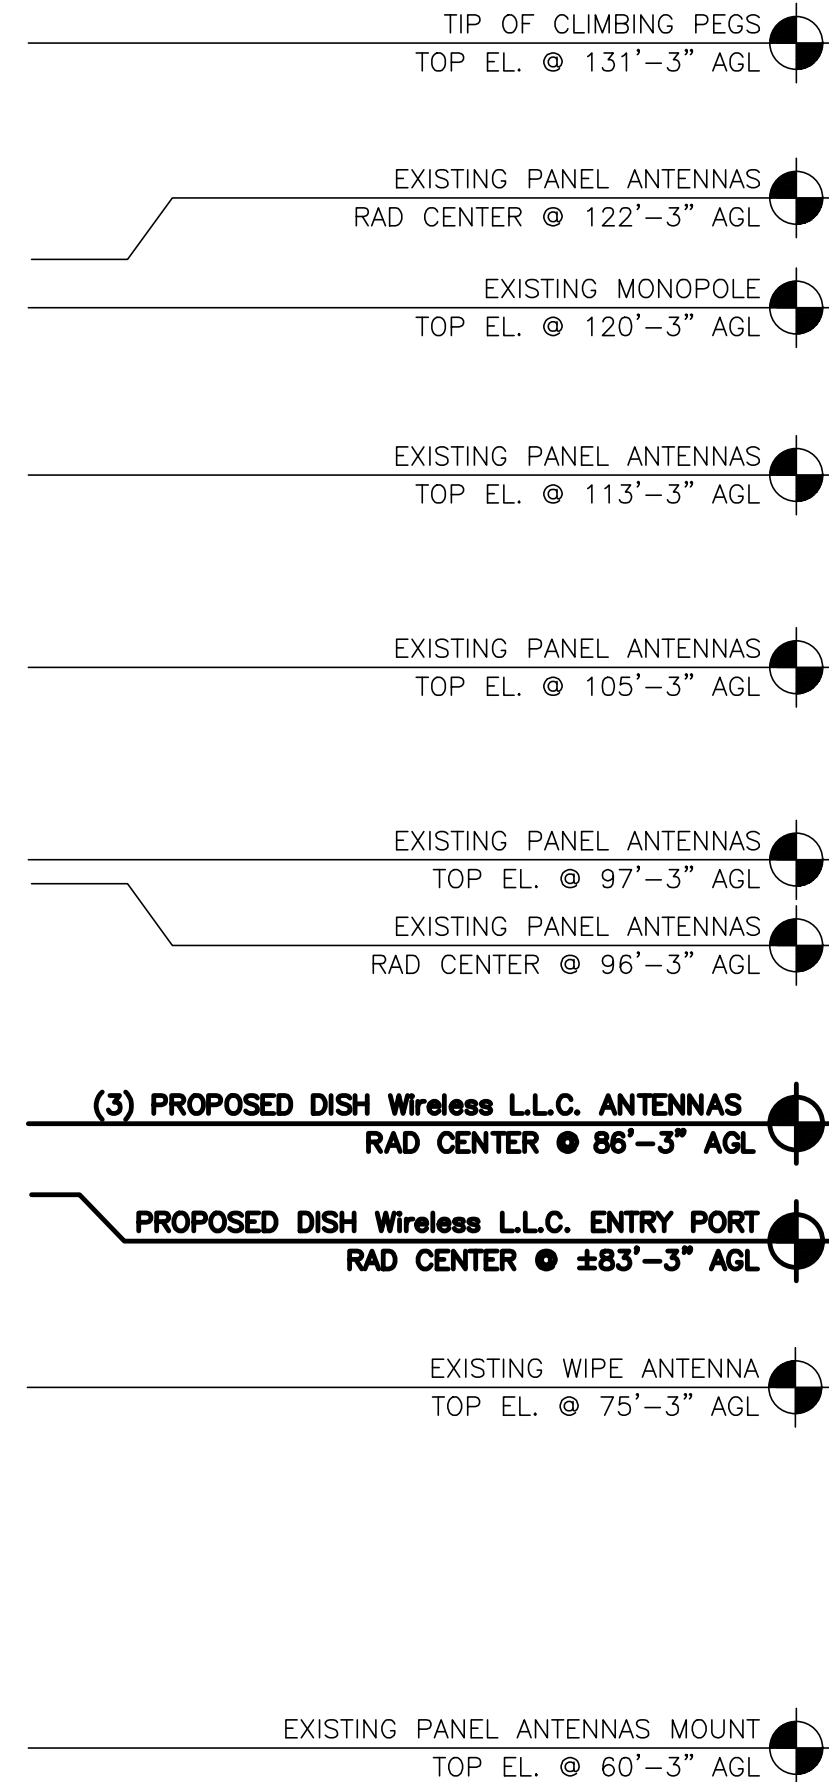 TIP OF CLIMBING PEGS
TOP EL. @ 131'-3" AGL
EXISTING PANEL ANTENNAS
RAD CENTER @ 122'-3" AGL
EXISTING MONOPOLE
TOP EL. @ 120'-3" AGL
EXISTING PANEL ANTENNAS
TOP EL. @ 113'-3" AGL
EXISTING PANEL ANTENNAS
TOP EL. @ 105'-3" AGL
EXISTING PANEL ANTENNAS
TOP EL. @ 97'-3" AGL
EXISTING PANEL ANTENNAS
RAD CENTER @ 96'-3" AGL
(3) PROPOSED DISH Wireless L.L.C. ANTENNAS
RAD CENTER @ 86'-3" AGL
PROPOSED DISH Wireless L.L.C. ENTRY PORT
RAD CENTER @ ±83'-3" AGL
EXISTING WIPE ANTENNA
TOP EL. @ 75'-3" AGL
EXISTING PANEL ANTENNAS MOUNT
TOP EL. @ 60'-3" AGL